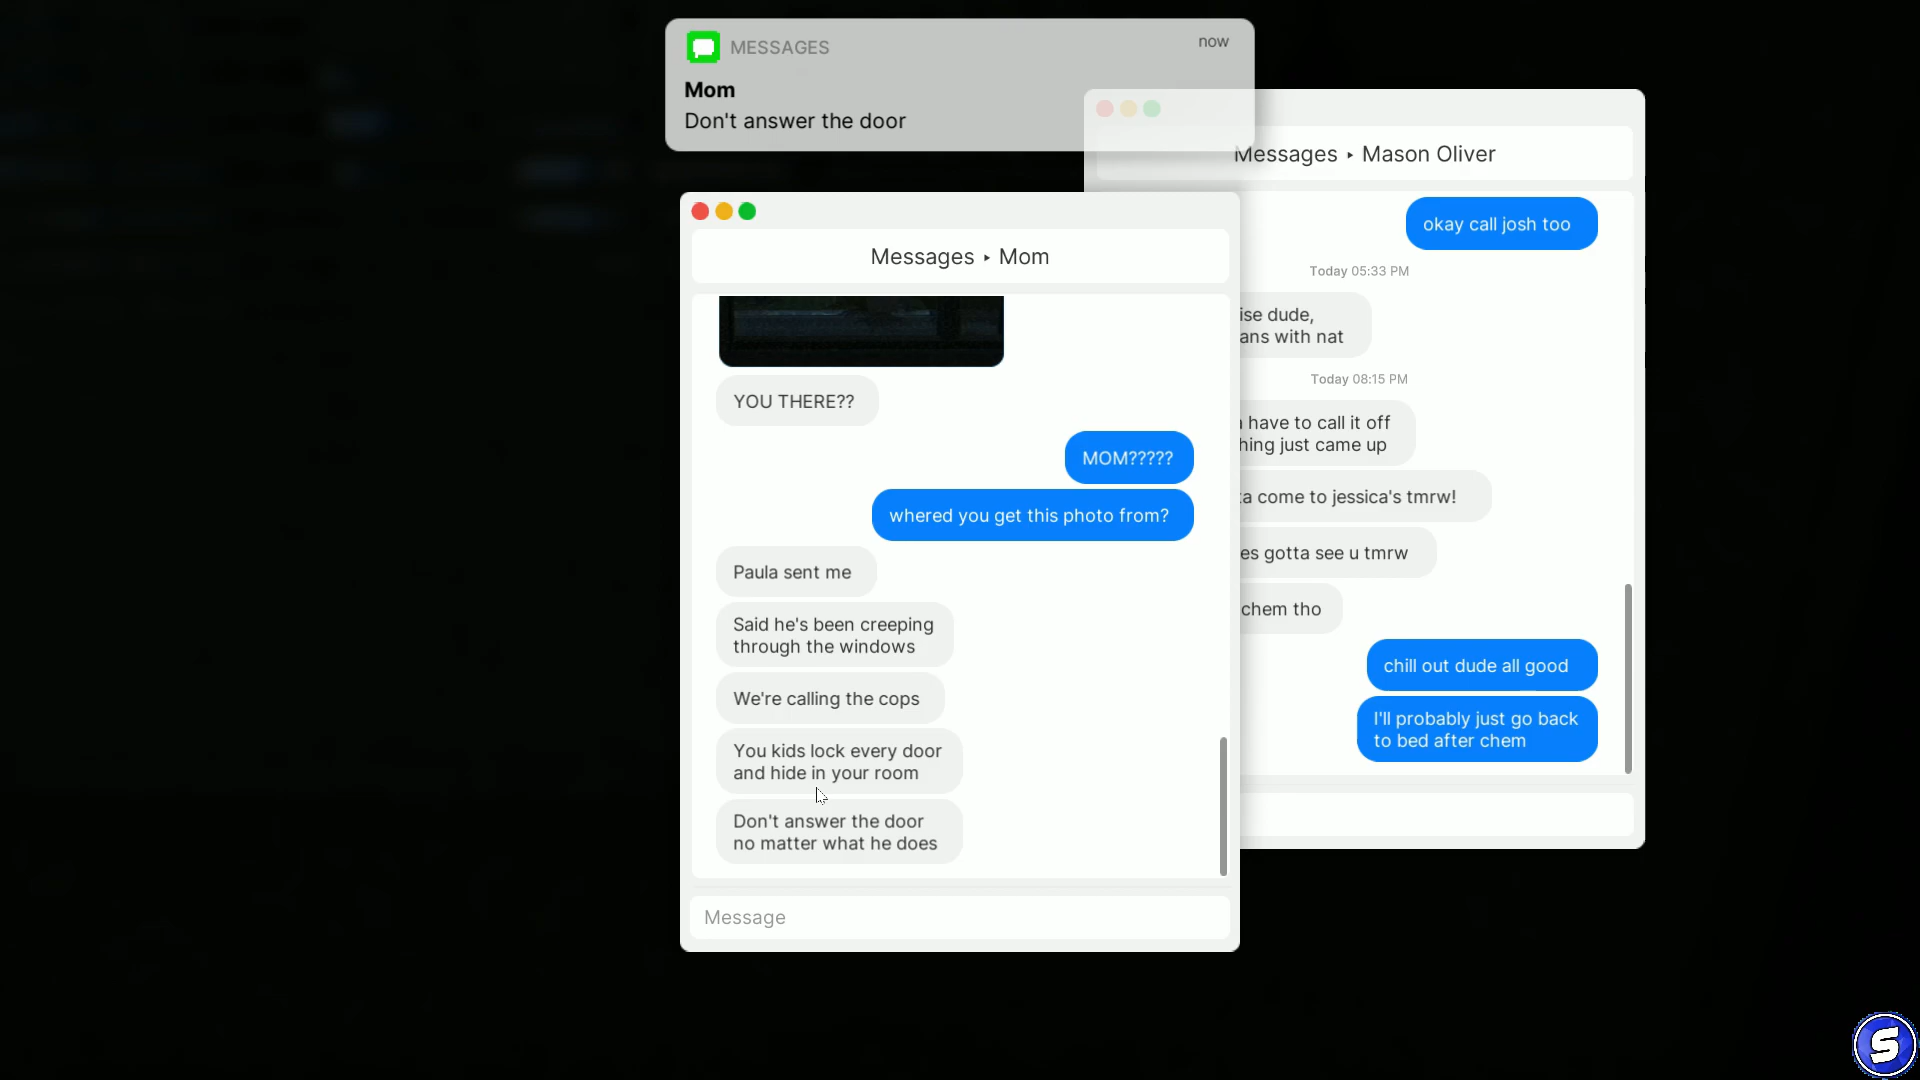 MESSAGES
now
Mom
Don't answer the door
Messages ▸ Mom
YOU THERE??
MOM?????
whered you get this photo from?
Paula sent me
Said he's been creeping
through the windows
We're calling the cops
You kids lock every door
and hide in your room
Don't answer the door
no matter what he does
Message
Messages ▸ Mason Oliver
okay call josh too
Today 05:33 PM
dude,
with nat
Today 08:15 PM
have to call it off
just came up
come to jessica's tmrw!
gotta see u tmrw
chem tho
chill out dude all good
I'll probably just go back
to bed after chem
S